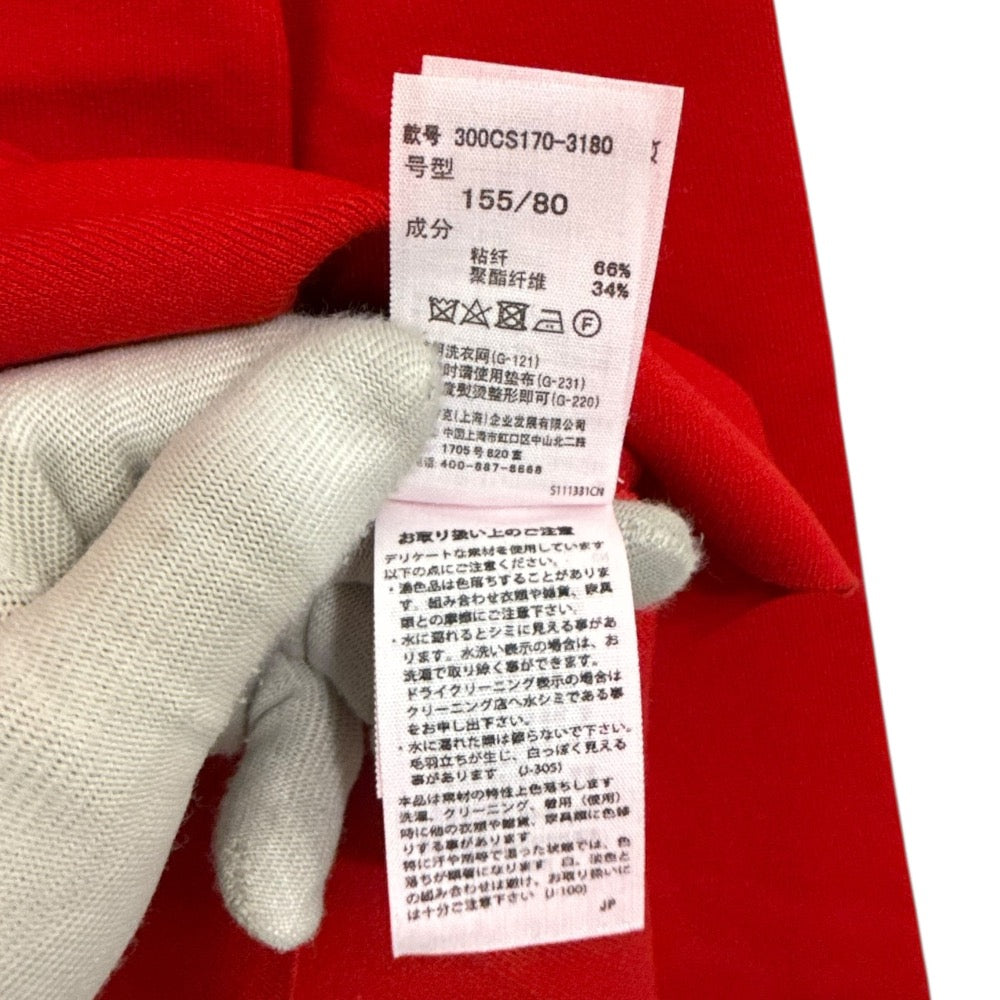 款号 300CS170-3180
号型
155/80
成分
粘纤 66%
聚酯纤维 34%
F
用洗衣网(G-121)
时请使用垫布(G-231)
熨烫整形即可(G-220)
克(上海)企业发展有限公司
中国上海市虹口区中山北二路
1705号820室
电话: 400-887-8668
S111331CN
お取り扱い上のご注意
デリケートな素材を使用しています
以下の点にご注意ください。
・濃色品は色落ちすることがありま
す。組み合わせ衣類や雑貨、家具
類との摩擦にご注意下さい。
・水に濡れるとシミに見える事があ
ります。水洗い表示の場合は、お
洗濯で取り除く事ができます。
ドライクリーニング表示の場合は
クリーニング店へ水シミである事
をお申し出下さい。
・水に濡れた際は擦らないで下さい。
毛羽立ちが生じ、白っぽく見える
事があります (J-305)
本品は素材の特性上色落ちします
洗濯、クリーニング、着用(使用)
時に他の衣類や雑貨、家具類に色移
りする事があります
特に汗や雨等で湿った状態では、色
落ちが顕著になります 白、淡色と
の組み合わせは避け、お取り扱いに
は十分ご注意下さい (J-100)
JP